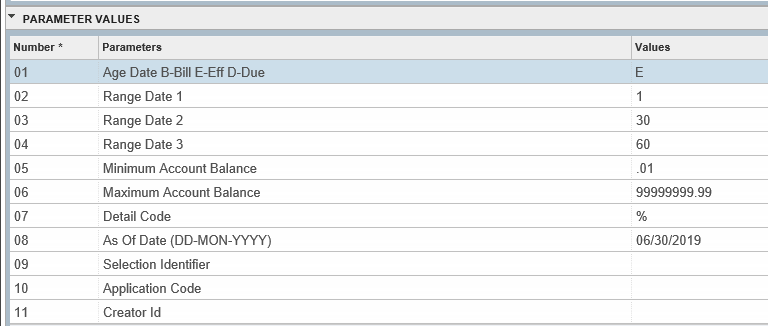 PARAMETER VALUES
Number * Parameters Values
01 Age Date B-Bill E-Eff D-Due E
02 Range Date 1 1
03 Range Date 2 30
04 Range Date 3 60
05 Minimum Account Balance .01
06 Maximum Account Balance 99999999.99
07 Detail Code %
08 As Of Date (DD-MON-YYYY) 06/30/2019
09 Selection Identifier
10 Application Code
11 Creator Id